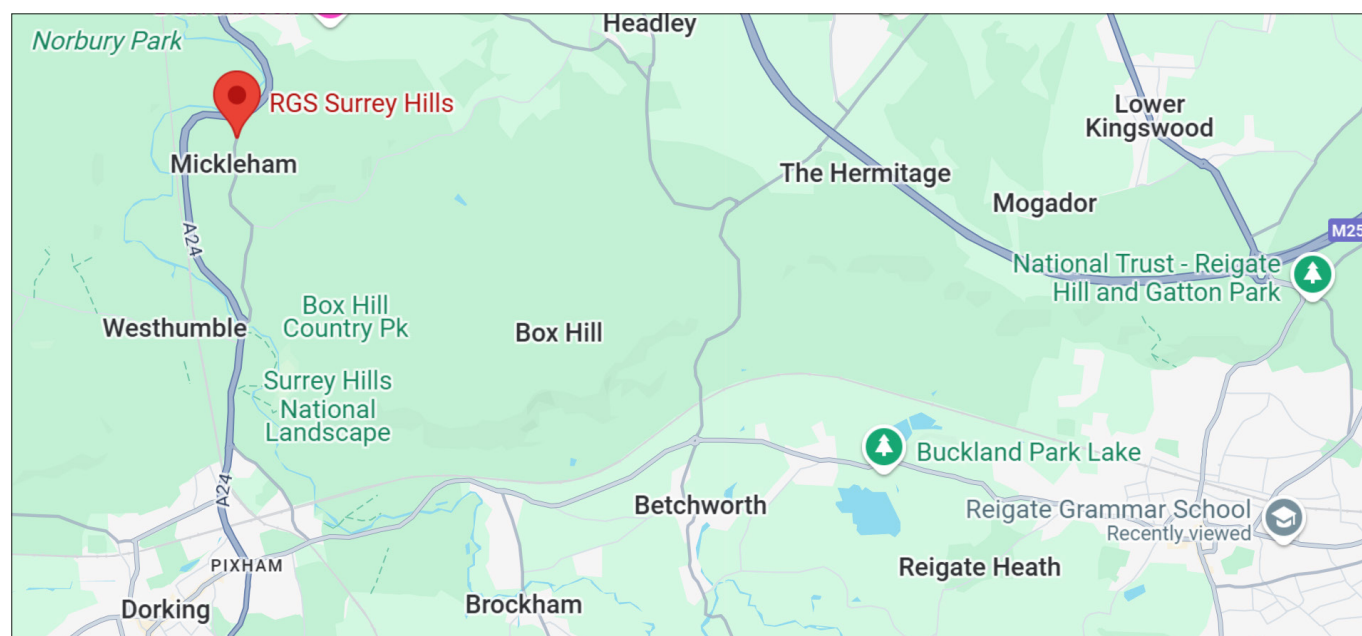 Headley
Norbury Park
RGS Surrey Hills
Lower
Kingswood
Mickleham
The Hermitage
Mogador
A24
M25
National Trust - Reigate
Hill and Gatton Park
Box Hill
Country Pk
Westhumble
Box Hill
Surrey Hills
National
Landscape
Buckland Park Lake
A24
Betchworth
Reigate Grammar School
Recently viewed
PIXHAM
Reigate Heath
Dorking
Brockham